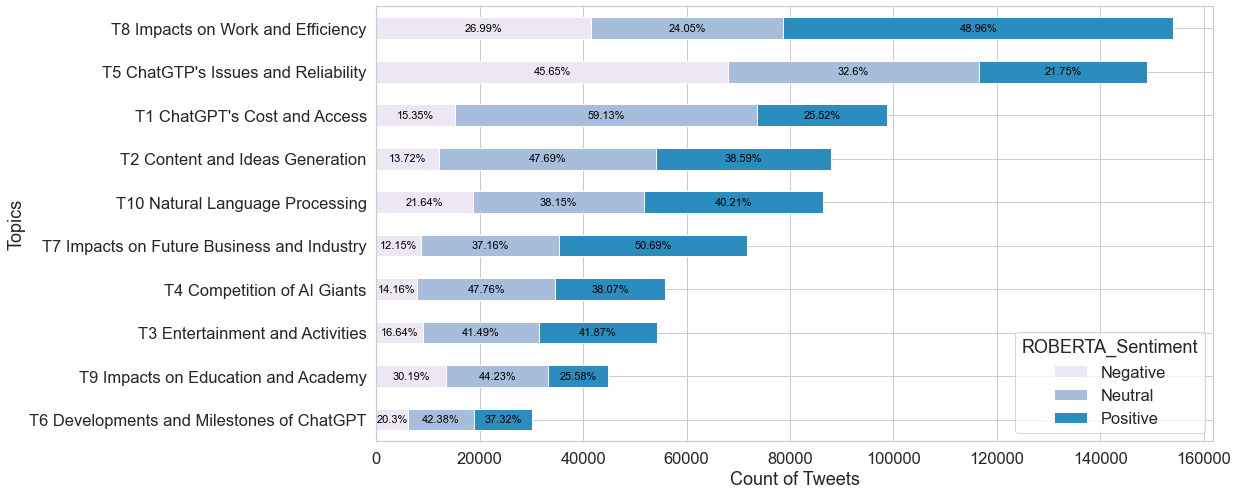 T8 Impacts on Work and Efficiency
26.99% 24.05% 48.96%
T5 ChatGTP's Issues and Reliability
45.65% 32.6% 21.75%
T1 ChatGPT's Cost and Access
15.35% 59.13% 25.52%
T2 Content and Ideas Generation
13.72% 47.69% 38.59%
T10 Natural Language Processing
21.64% 38.15% 40.21%
T7 Impacts on Future Business and Industry
12.15% 37.16% 50.69%
T4 Competition of AI Giants
14.16% 47.76% 38.07%
T3 Entertainment and Activities
16.64% 41.49% 41.87%
T9 Impacts on Education and Academy
30.19% 44.23% 25.58%
T6 Developments and Milestones of ChatGPT
20.3% 42.38% 37.32%
Topics
ROBERTA_Sentiment
Negative
Neutral
Positive
0 20000 40000 60000 80000 100000 120000 140000 160000
Count of Tweets